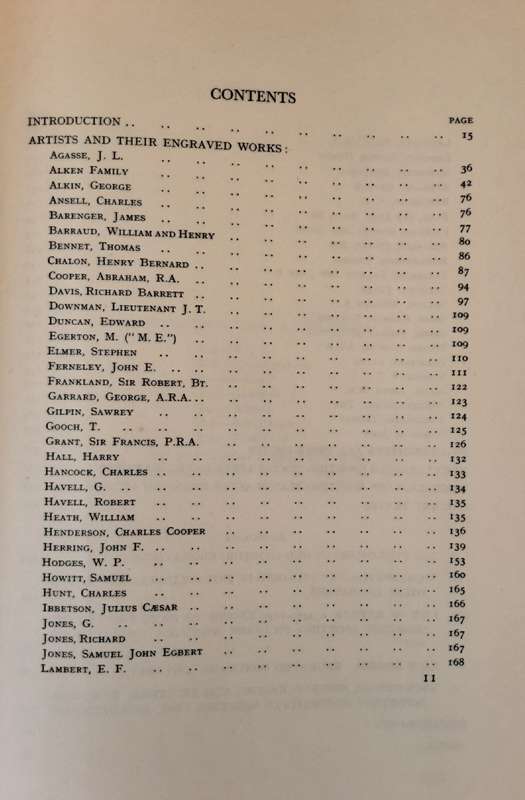 CONTENTS
PAGE
INTRODUCTION .. .. .. .. .. .. .. .. .. .. 15
ARTISTS AND THEIR ENGRAVED WORKS:
AGASSE, J. L. .. .. .. .. .. .. .. .. .. 36
ALKEN FAMILY .. .. .. .. .. .. .. .. .. 42
ALKIN, GEORGE .. .. .. .. .. .. .. .. .. 76
ANSELL, CHARLES .. .. .. .. .. .. .. .. .. 76
BARENGER, JAMES .. .. .. .. .. .. .. .. .. 77
BARRAUD, WILLIAM AND HENRY .. .. .. .. .. .. .. 80
BENNET, THOMAS .. .. .. .. .. .. .. .. .. 86
CHALON, HENRY BERNARD .. .. .. .. .. .. .. .. 87
COOPER, ABRAHAM, R.A. .. .. .. .. .. .. .. .. 94
DAVIS, RICHARD BARRETT .. .. .. .. .. .. .. .. 97
DOWNMAN, LIEUTENANT J. T. .. .. .. .. .. .. .. 109
DUNCAN, EDWARD .. .. .. .. .. .. .. .. .. 109
EGERTON, M. ("M. E.") .. .. .. .. .. .. .. .. 109
ELMER, STEPHEN .. .. .. .. .. .. .. .. .. 110
FERNELEY, JOHN E. .. .. .. .. .. .. .. .. .. 111
FRANKLAND, SIR ROBERT, BT. .. .. .. .. .. .. .. 122
GARRARD, GEORGE, A.R.A. .. .. .. .. .. .. .. .. 123
GILPIN, SAWREY .. .. .. .. .. .. .. .. .. 124
GOOCH, T. .. .. .. .. .. .. .. .. .. .. 125
GRANT, SIR FRANCIS, P.R.A. .. .. .. .. .. .. .. 126
HALL, HARRY .. .. .. .. .. .. .. .. .. 132
HANCOCK, CHARLES .. .. .. .. .. .. .. .. .. 133
HAVELL, G. .. .. .. .. .. .. .. .. .. .. 134
HAVELL, ROBERT .. .. .. .. .. .. .. .. .. 135
HEATH, WILLIAM .. .. .. .. .. .. .. .. .. 135
HENDERSON, CHARLES COOPER .. .. .. .. .. .. .. 136
HERRING, JOHN F. .. .. .. .. .. .. .. .. .. 139
HODGES, W. P. .. .. .. .. .. .. .. .. .. 153
HOWITT, SAMUEL .. .. .. .. .. .. .. .. .. 160
HUNT, CHARLES .. .. .. .. .. .. .. .. .. 165
IBBETSON, JULIUS CÆSAR .. .. .. .. .. .. .. .. 166
JONES, G. .. .. .. .. .. .. .. .. .. .. 167
JONES, RICHARD .. .. .. .. .. .. .. .. .. 167
JONES, SAMUEL JOHN EGBERT .. .. .. .. .. .. .. 167
LAMBERT, E. F. .. .. .. .. .. .. .. .. .. 168
11